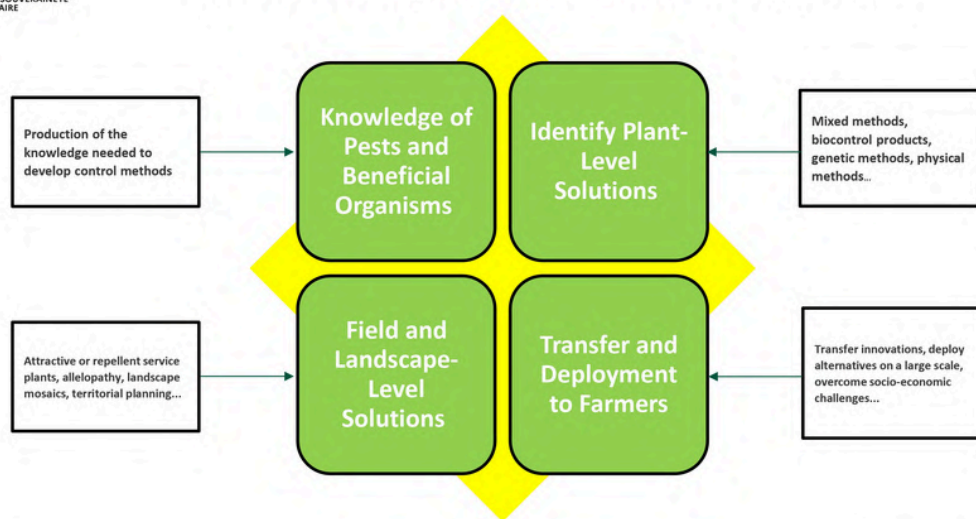 AIRE
Production of the
knowledge needed to
develop control methods
Knowledge of
Pests and
Beneficial
Organisms
Identify Plant-
Level
Solutions
Mixed methods,
biocontrol products,
genetic methods, physical
methods...
Attractive or repellent service
plants, allelopathy, landscape
mosaics, territorial planning...
Field and
Landscape-
Level
Solutions
Transfer and
Deployment
to Farmers
Transfer innovations, deploy
alternatives on a large scale,
overcome socio-economic
challenges...